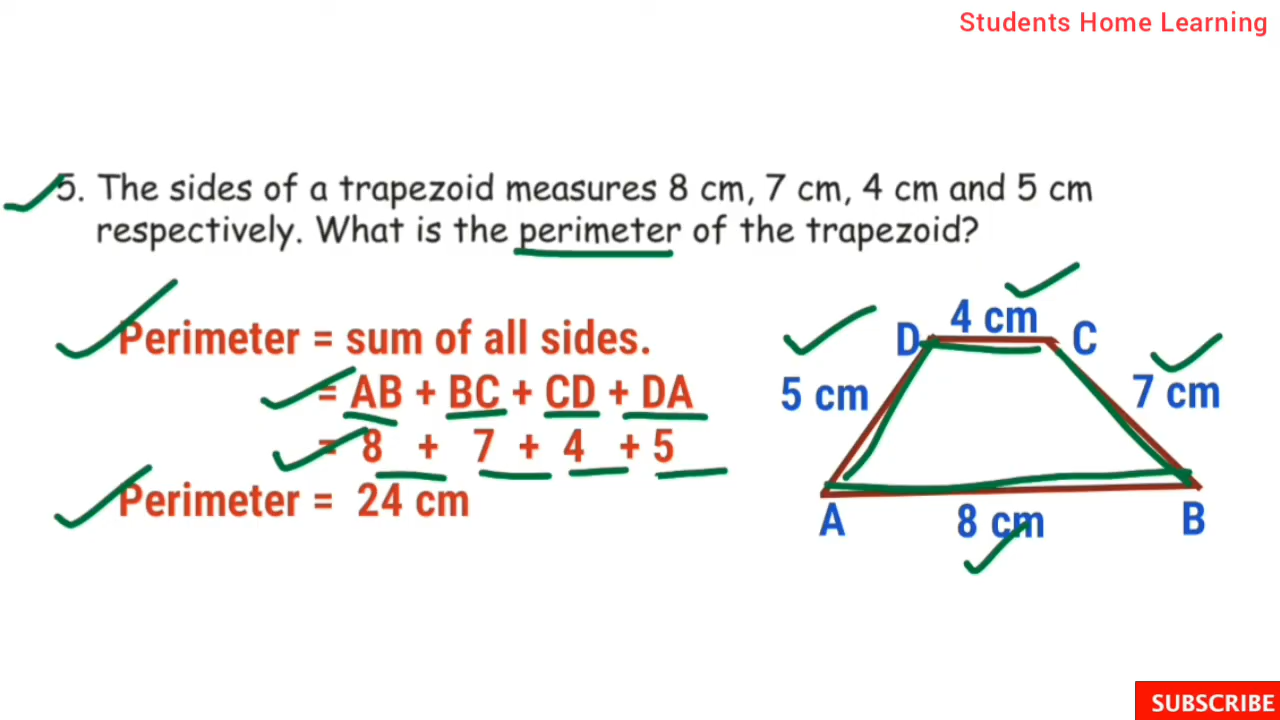 Students Home Learning
5. The sides of a trapezoid measures 8 cm, 7 cm, 4 cm and 5 cm
respectively. What is the perimeter of the trapezoid?
Perimeter = sum of all sides.
= AB + BC + CD + DA
= 8 + 7 + 4 + 5
Perimeter = 24 cm
4 cm
D
C
5 cm
7 cm
A
8 cm
B
SUBSCRIBE